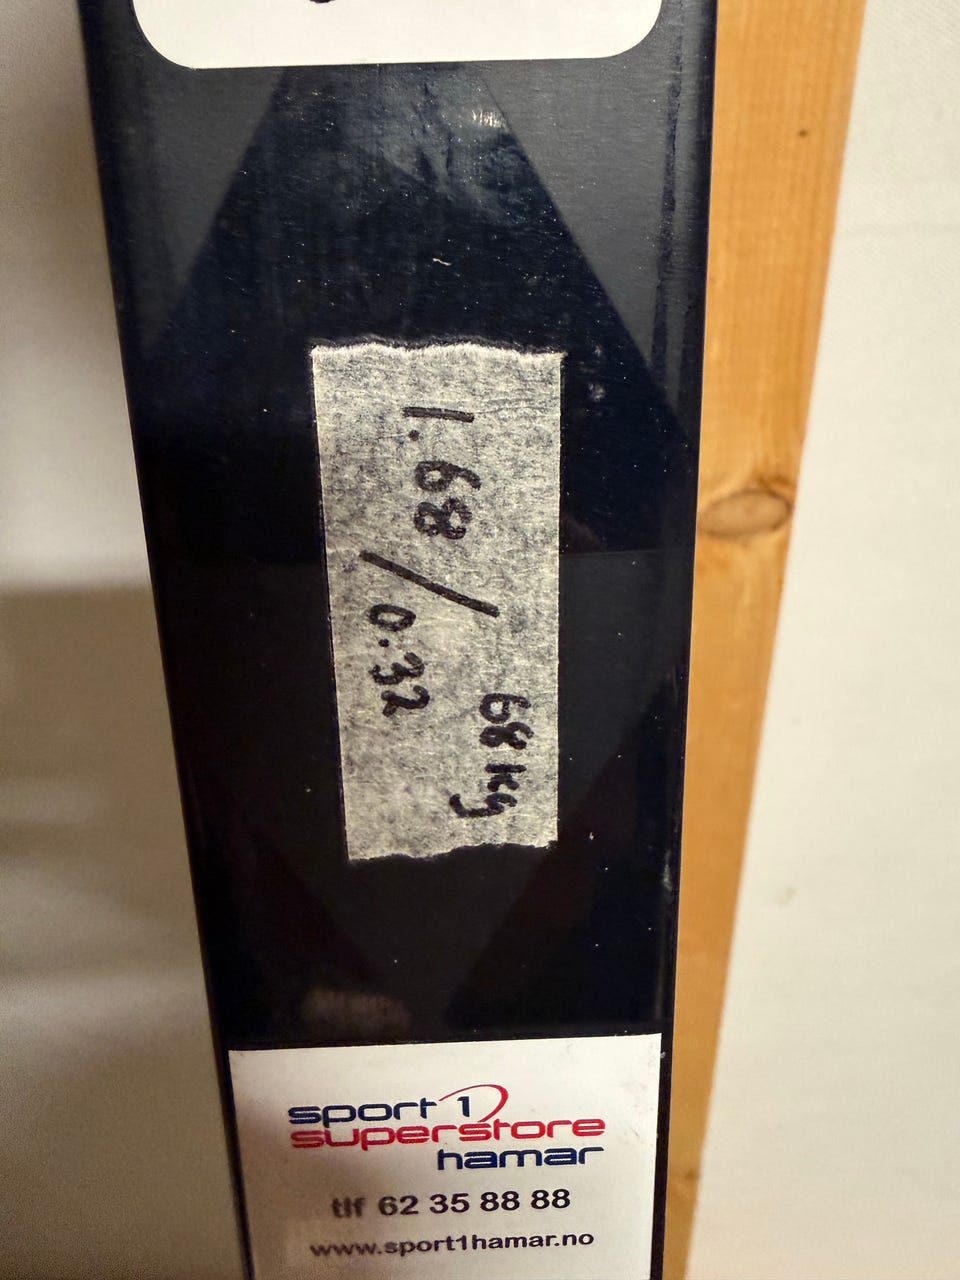 1.68/0.32
68 kg
sport 1
superstore
hamar
tlf 62 35 88 88
www.sport1hamar.no